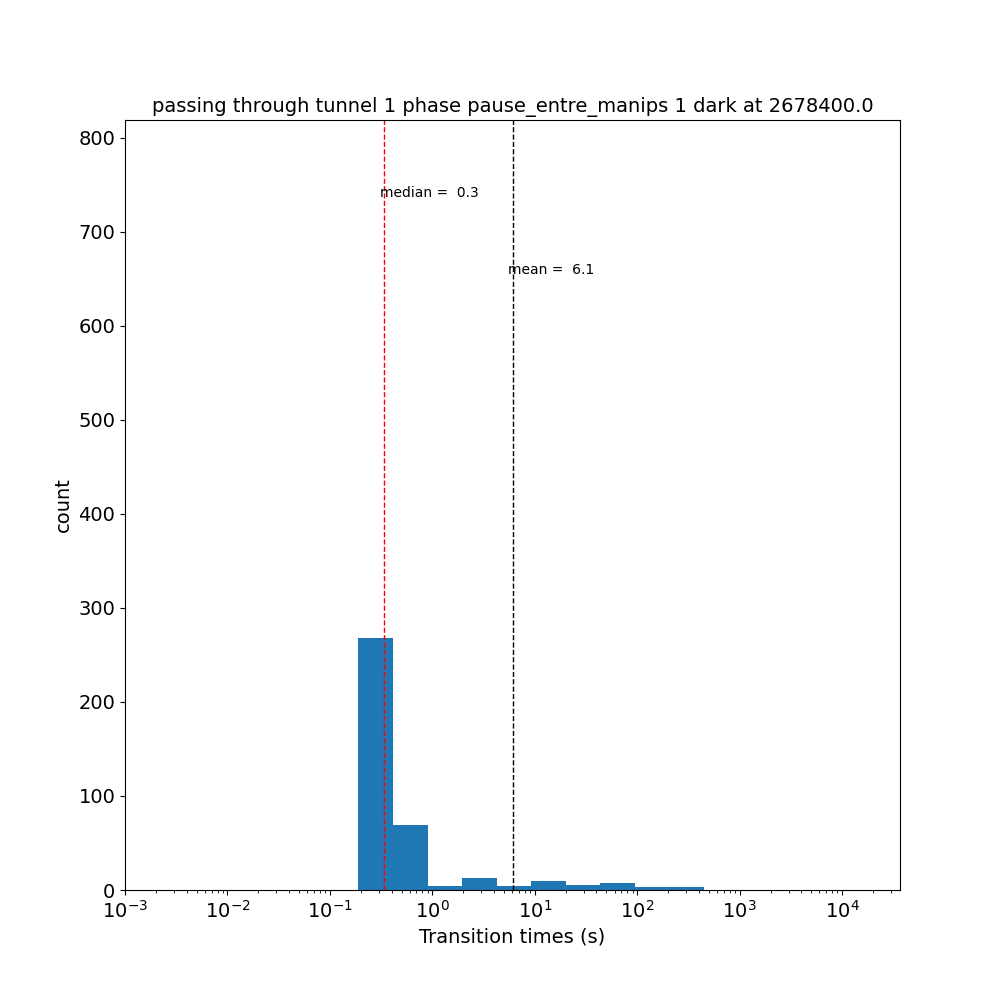 passing through tunnel 1 phase pause_entre_manips 1 dark at 2678400.0
800
median =  0.3
700
mean =  6.1
600
500
400
count
300
200
100
0
10⁻³ 10⁻² 10⁻¹ 10⁰ 10¹ 10² 10³ 10⁴
Transition times (s)